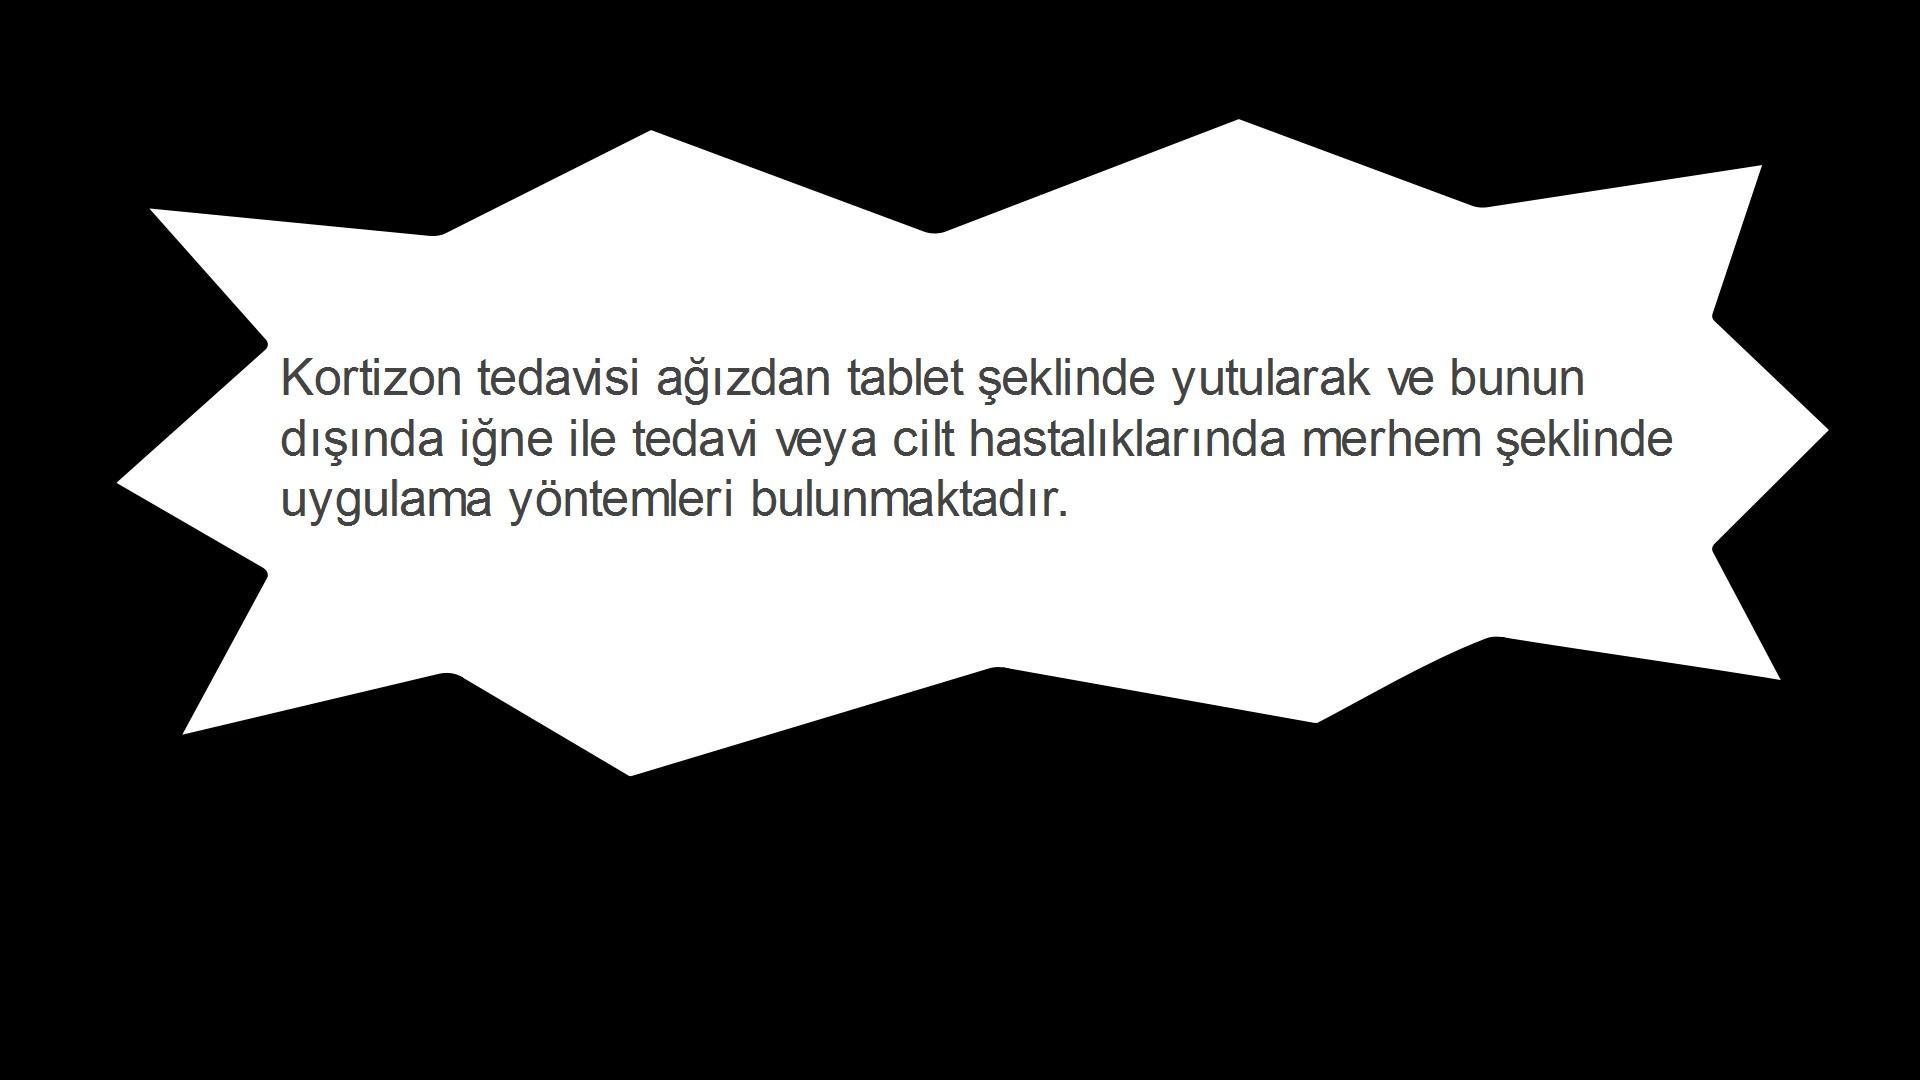 Kortizon tedavisi ağızdan tablet şeklinde yutularak ve bunun
dışında iğne ile tedavi veya cilt hastalıklarında merhem şeklinde
uygulama yöntemleri bulunmaktadır.